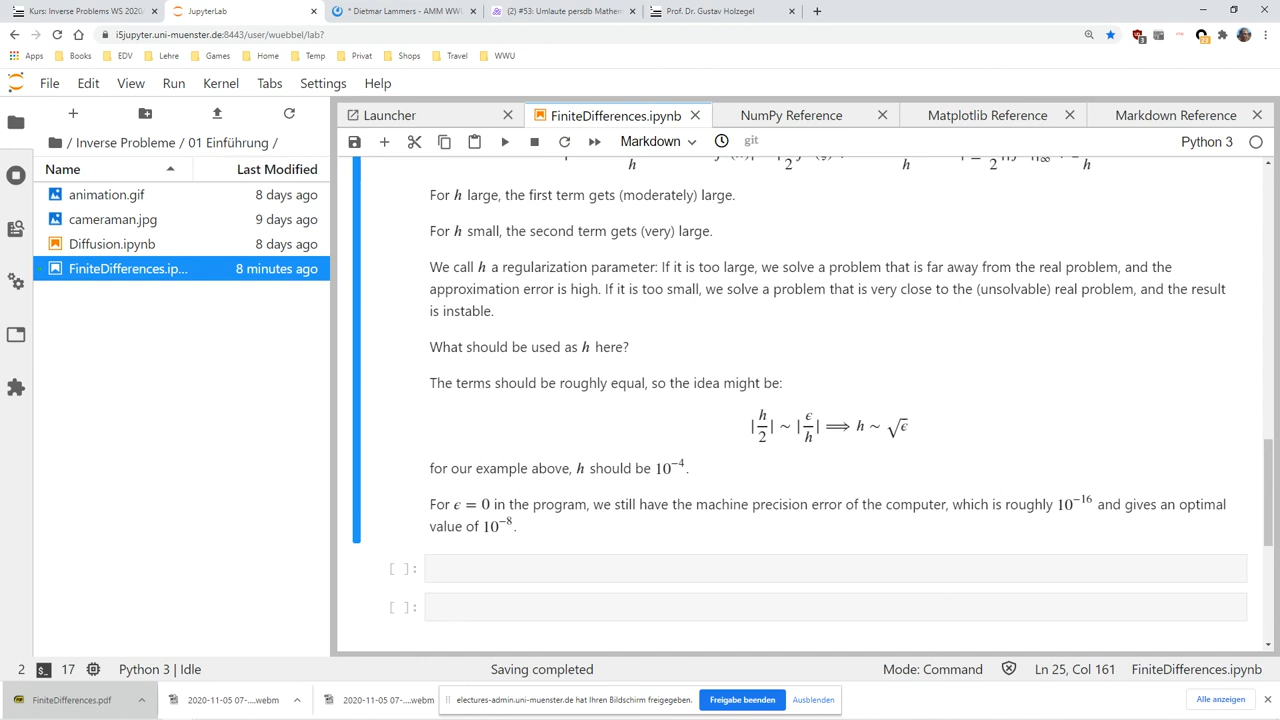 Kurs: Inverse Problems WS 2020/
JupyterLab
* Dietmar Lammers – AMM WWU
(2) #53: Umlaute persdb Mathem
Prof. Dr. Gustav Holzegel
i5jupyter.uni-muenster.de:8443/user/wuebbel/lab?
Apps Books EDV Lehre Games Home Temp Privat Shops Travel WWU
File Edit View Run Kernel Tabs Settings Help
Launcher FiniteDifferences.ipynb NumPy Reference Matplotlib Reference Markdown Reference
/ Inverse Probleme / 01 Einführung /
Markdown git Python 3
Name Last Modified
animation.gif 8 days ago
cameraman.jpg 9 days ago
Diffusion.ipynb 8 days ago
FiniteDifferences.ip... 8 minutes ago
For h large, the first term gets (moderately) large.
For h small, the second term gets (very) large.
We call h a regularization parameter: If it is too large, we solve a problem that is far away from the real problem, and the
approximation error is high. If it is too small, we solve a problem that is very close to the (unsolvable) real problem, and the result
is instable.
What should be used as h here?
The terms should be roughly equal, so the idea might be:
|h/2| ∼ |ϵ/h| ⟹ h ∼ √ϵ
for our example above, h should be 10⁻⁴.
For ϵ = 0 in the program, we still have the machine precision error of the computer, which is roughly 10⁻¹⁶ and gives an optimal
value of 10⁻⁸.
[ ]:
[ ]:
2 17 Python 3 | Idle Saving completed Mode: Command Ln 25, Col 161 FiniteDifferences.ipynb
FiniteDifferences.pdf 2020-11-05 07-....webm 2020-11-05 07-....webm electures-admin.uni-muenster.de hat Ihren Bildschirm freigegeben. Freigabe beenden Ausblenden Alle anzeigen